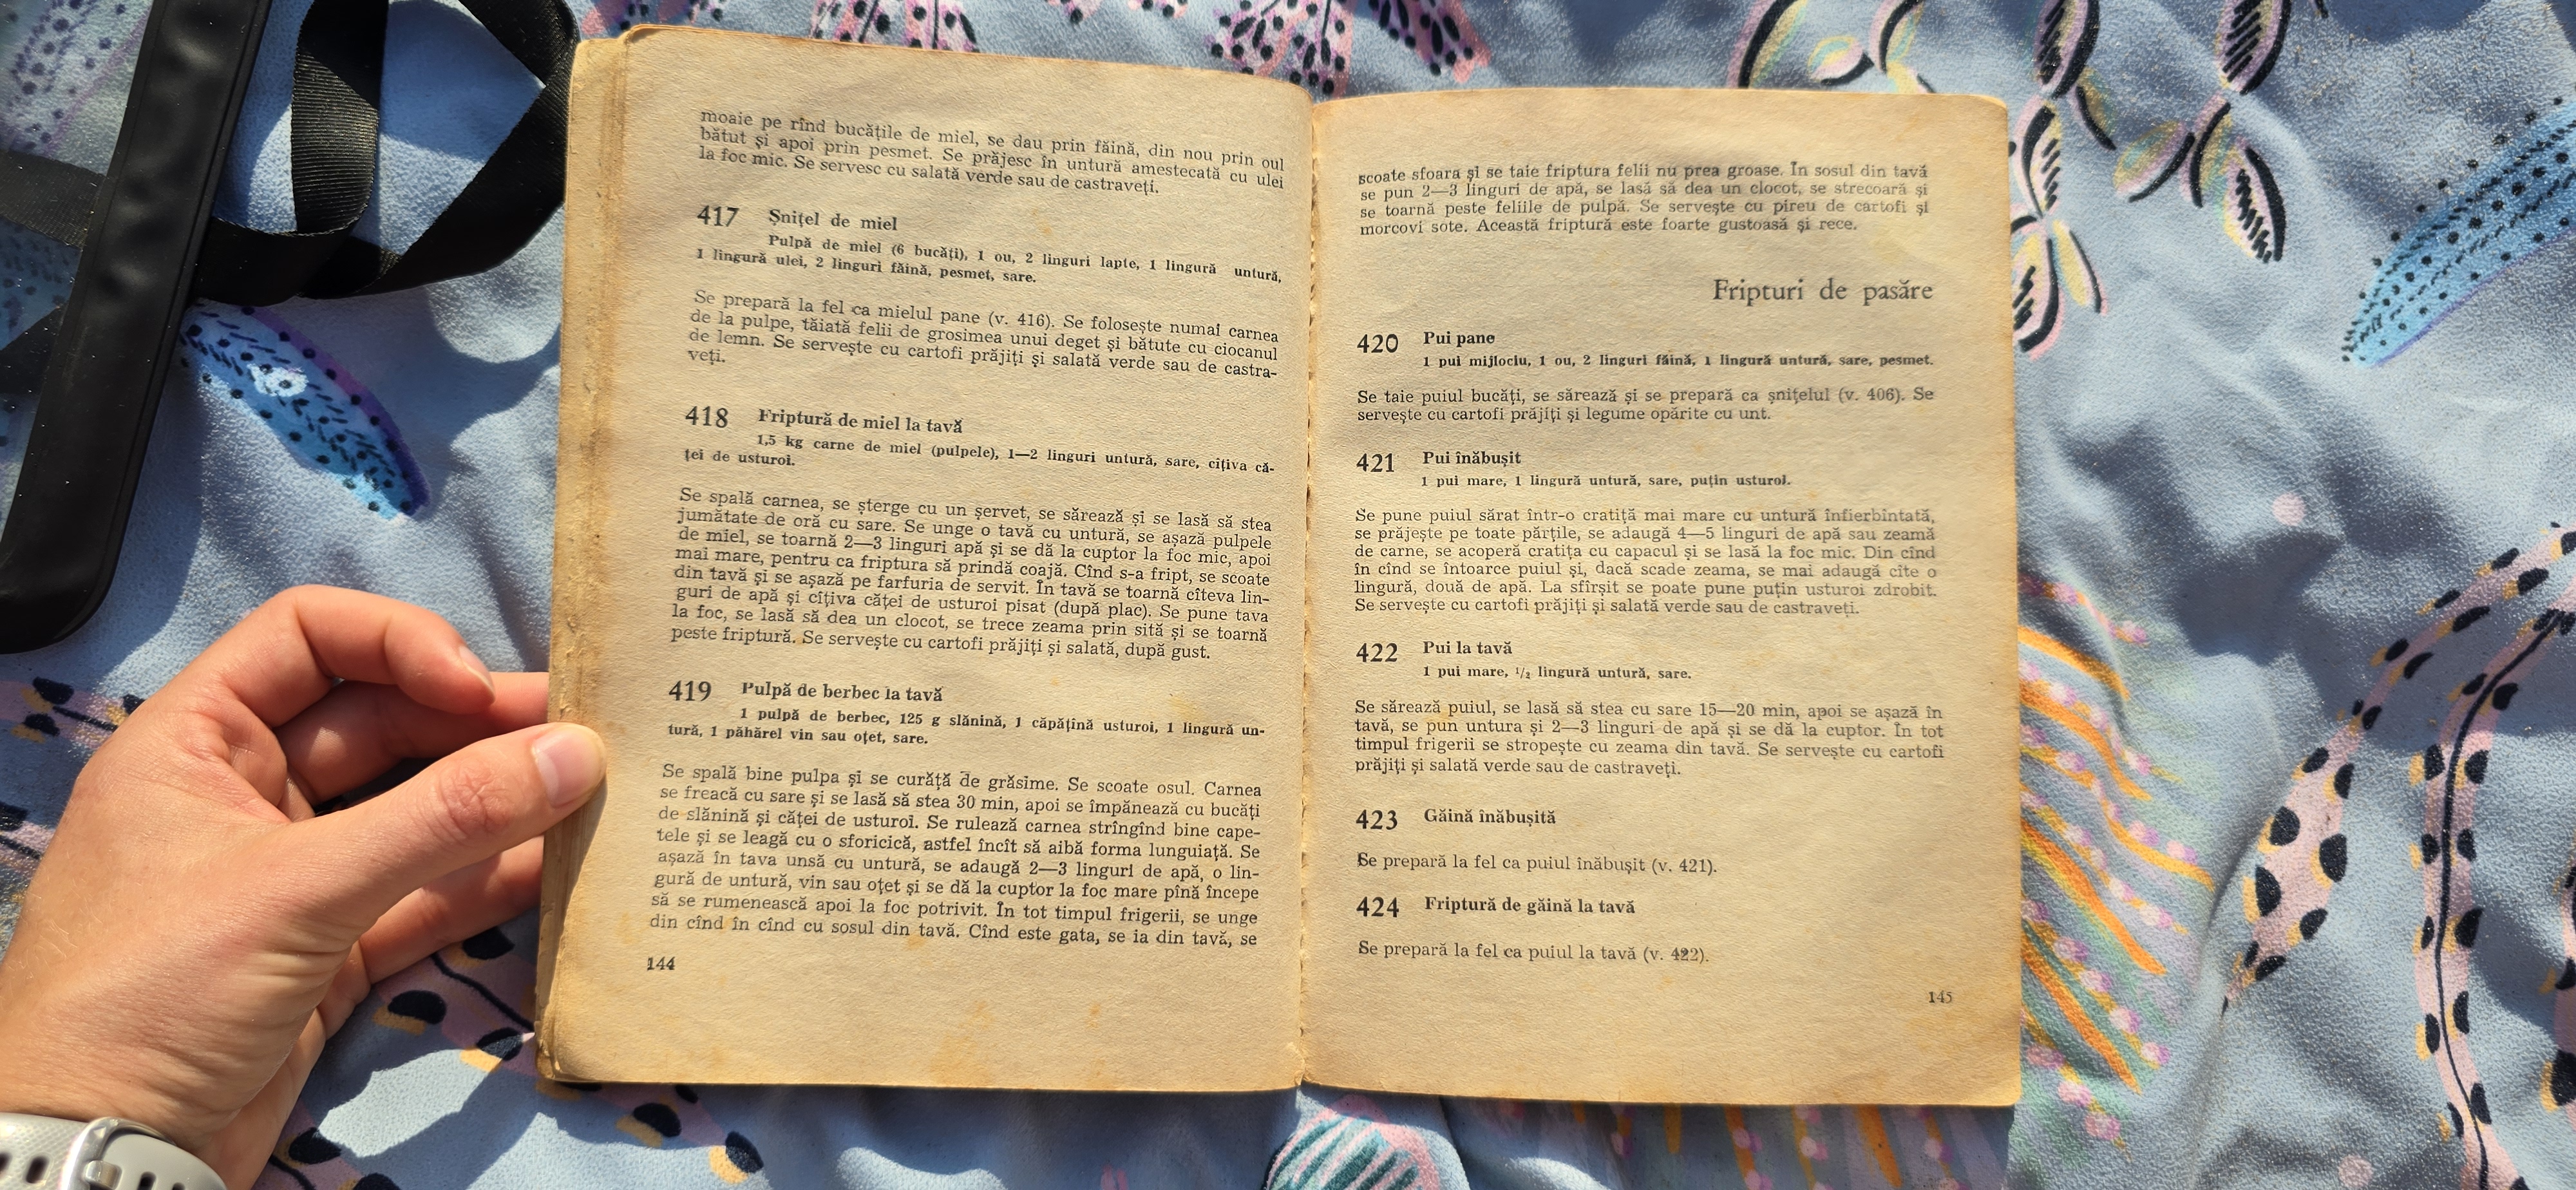 moaie pe rînd bucățile de miel, se dau prin făină, din nou prin oul
bătut și apoi prin pesmet. Se prăjesc în untură amestecată cu ulei
la foc mic. Se servesc cu salată verde sau de castraveți.
417 Șnițel de miel
Pulpă de miel (6 bucăți), 1 ou, 2 linguri lapte, 1 lingură untură,
1 lingură ulei, 2 linguri făină, pesmet, sare.
Se prepară la fel ca mielul pane (v. 416). Se folosește numai carnea
de la pulpe, tăiată felii de grosimea unui deget și bătute cu ciocanul
de lemn. Se servește cu cartofi prăjiți și salată verde sau de castra-
veți.
418 Friptură de miel la tavă
1,5 kg carne de miel (pulpele), 1—2 linguri untură, sare, cîțiva că-
ței de usturoi.
Se spală carnea, se șterge cu un șervet, se sărează și se lasă să stea
jumătate de oră cu sare. Se unge o tavă cu untură, se așază pulpele
de miel, se toarnă 2—3 linguri apă și se dă la cuptor la foc mic, apoi
mai mare, pentru ca friptura să prindă coajă. Cînd s-a fript, se scoate
din tavă și se așază pe farfuria de servit. În tavă se toarnă cîteva lin-
guri de apă și cîțiva căței de usturoi pisat (după plac). Se pune tava
la foc, se lasă să dea un clocot, se trece zeama prin sită și se toarnă
peste friptură. Se servește cu cartofi prăjiți și salată, după gust.
419 Pulpă de berbec la tavă
1 pulpă de berbec, 125 g slănină, 1 căpățînă usturoi, 1 lingură un-
tură, 1 păhărel vin sau oțet, sare.
Se spală bine pulpa și se curăță de grăsime. Se scoate osul. Carnea
se freacă cu sare și se lasă să stea 30 min, apoi se împănează cu bucăți
de slănină și căței de usturoi. Se rulează carnea strîngînd bine cape-
tele și se leagă cu o sforicică, astfel încît să aibă forma lunguiață. Se
așază în tava unsă cu untură, se adaugă 2—3 linguri de apă, o lin-
gură de untură, vin sau oțet și se dă la cuptor la foc mare pînă începe
să se rumenească apoi la foc potrivit. În tot timpul frigerii, se unge
din cînd în cînd cu sosul din tavă. Cînd este gata, se ia din tavă, se
144
scoate sfoara și se taie friptura felii nu prea groase. În sosul din tavă
se pun 2—3 linguri de apă, se lasă să dea un clocot, se strecoară și
se toarnă peste feliile de pulpă. Se servește cu pireu de cartofi și
morcovi sote. Această friptură este foarte gustoasă și rece.
Fripturi de pasăre
420 Pui pane
1 pui mijlociu, 1 ou, 2 linguri făină, 1 lingură untură, sare, pesmet.
Se taie puiul bucăți, se sărează și se prepară ca șnițelul (v. 406). Se
servește cu cartofi prăjiți și legume opărite cu unt.
421 Pui înăbușit
1 pui mare, 1 lingură untură, sare, puțin usturoi.
Se pune puiul sărat într-o cratiță mai mare cu untură înfierbîntată,
se prăjește pe toate părțile, se adaugă 4—5 linguri de apă sau zeamă
de carne, se acoperă cratița cu capacul și se lasă la foc mic. Din cînd
în cînd se întoarce puiul și, dacă scade zeama, se mai adaugă cîte o
lingură, două de apă. La sfîrșit se poate pune puțin usturoi zdrobit.
Se servește cu cartofi prăjiți și salată verde sau de castraveți.
422 Pui la tavă
1 pui mare, 1/2 lingură untură, sare.
Se sărează puiul, se lasă să stea cu sare 15—20 min, apoi se așază în
tavă, se pun untura și 2—3 linguri de apă și se dă la cuptor. În tot
timpul frigerii se stropește cu zeama din tavă. Se servește cu cartofi
prăjiți și salată verde sau de castraveți.
423 Găină înăbușită
Se prepară la fel ca puiul înăbușit (v. 421).
424 Friptură de găină la tavă
Se prepară la fel ca puiul la tavă (v. 422).
145